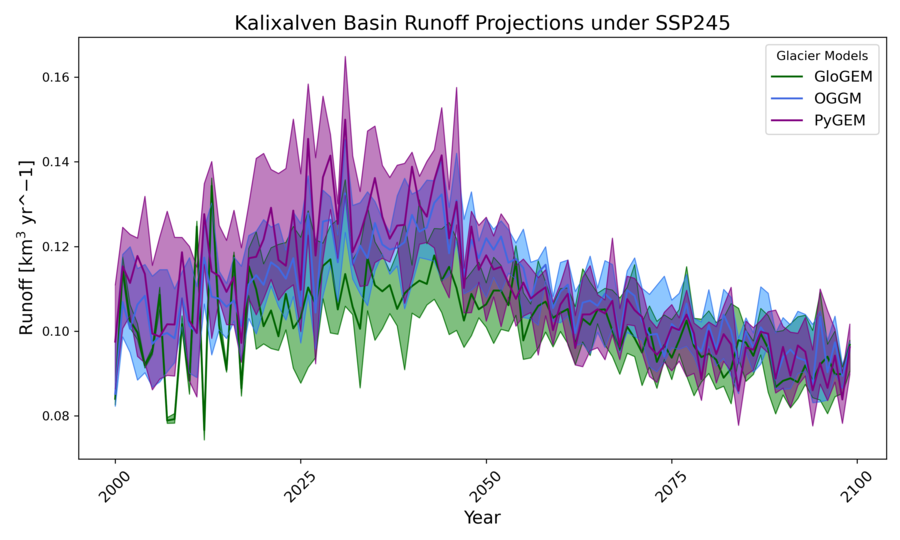 Kalixalven Basin Runoff Projections under SSP245
Glacier Models
GloGEM
OGGM
PyGEM
Runoff [km³ yr^−1]
0.16
0.14
0.12
0.10
0.08
2000
2025
2050
2075
2100
Year